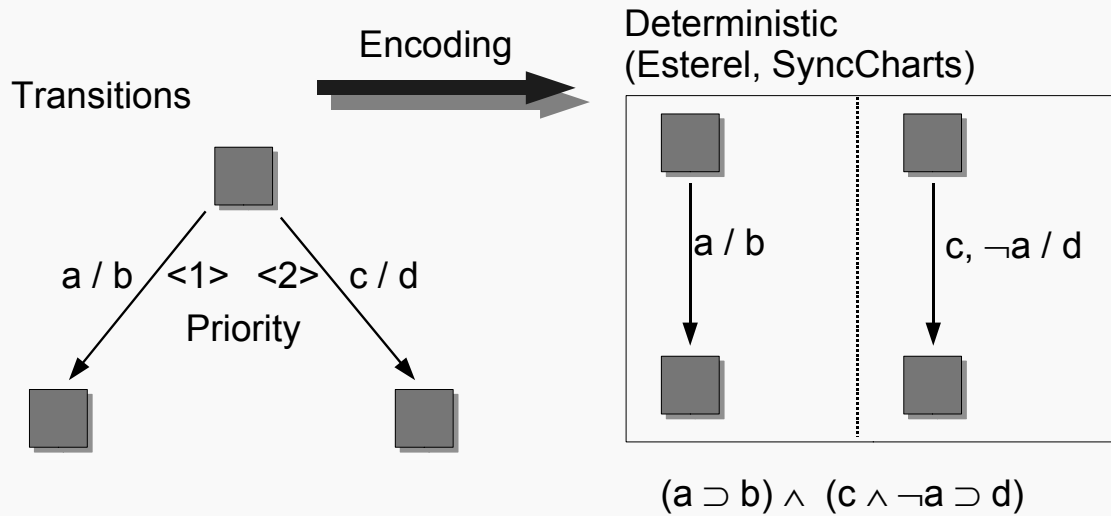 Transitions
Encoding
Deterministic
(Esterel, SyncCharts)
a / b <1> <2> c / d
Priority
a / b
c, ¬a / d
(a ⊃ b) ∧ (c ∧ ¬a ⊃ d)